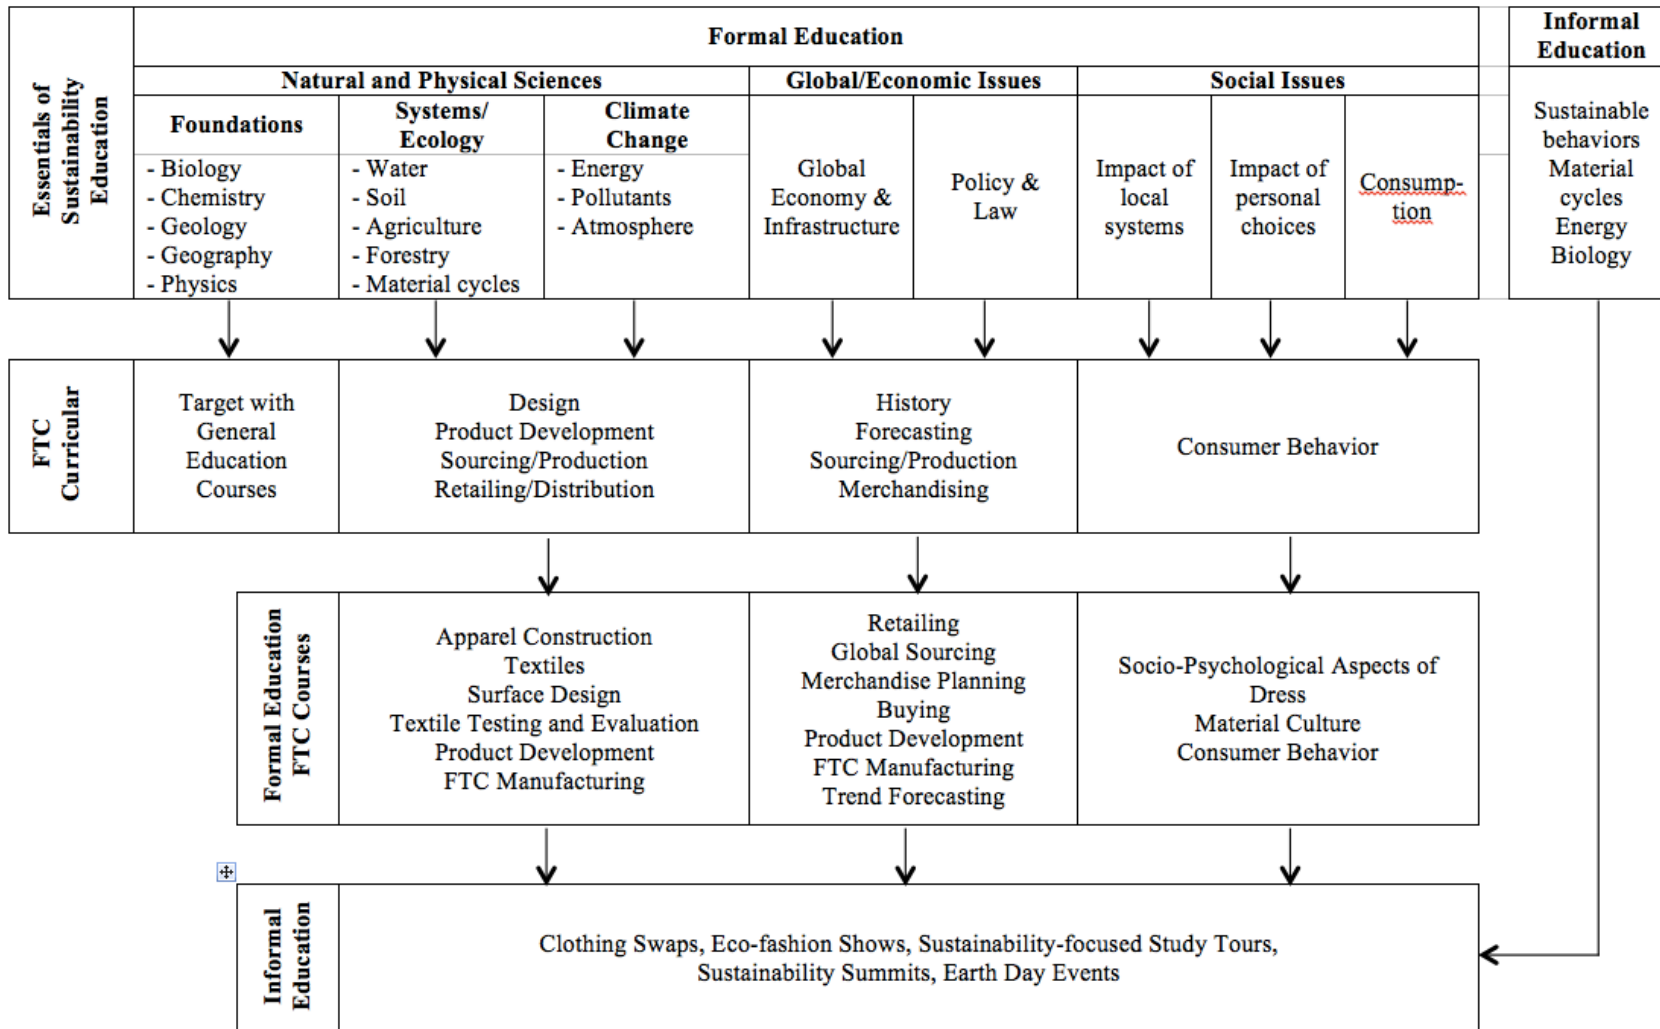 Essentials of
Sustainability
Education
Formal Education
Informal
Education
Natural and Physical Sciences
Global/Economic Issues
Social Issues
Foundations
- Biology
- Chemistry
- Geology
- Geography
- Physics
Systems/
Ecology
- Water
- Soil
- Agriculture
- Forestry
- Material cycles
Climate
Change
- Energy
- Pollutants
- Atmosphere
Global
Economy &
Infrastructure
Policy &
Law
Impact of
local
systems
Impact of
personal
choices
Consump-
tion
Sustainable
behaviors
Material
cycles
Energy
Biology
FTC
Curricular
Target with
General
Education
Courses
Design
Product Development
Sourcing/Production
Retailing/Distribution
History
Forecasting
Sourcing/Production
Merchandising
Consumer Behavior
Formal Education
FTC Courses
Apparel Construction
Textiles
Surface Design
Textile Testing and Evaluation
Product Development
FTC Manufacturing
Retailing
Global Sourcing
Merchandise Planning
Buying
Product Development
FTC Manufacturing
Trend Forecasting
Socio-Psychological Aspects of
Dress
Material Culture
Consumer Behavior
Informal
Education
Clothing Swaps, Eco-fashion Shows, Sustainability-focused Study Tours,
Sustainability Summits, Earth Day Events